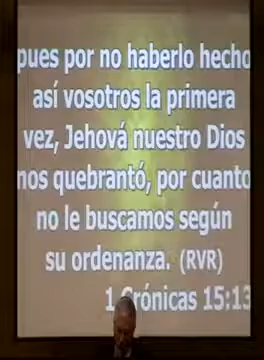 pues por no haberlo hecho
así vosotros la primera
vez, Jehová nuestro Dios
nos quebrantó, por cuanto
no le buscamos según
su ordenanza. (RVR)
1 Crónicas 15:13